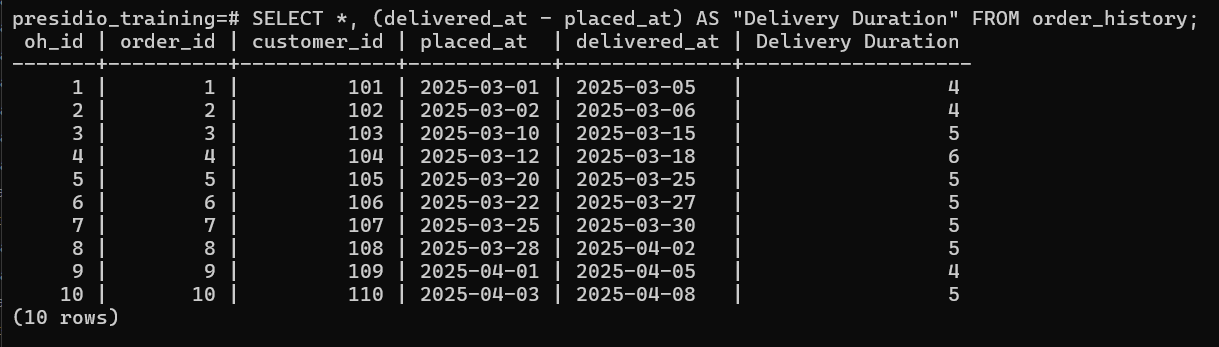 presidio_training=# SELECT *, (delivered_at - placed_at) AS "Delivery Duration" FROM order_history;
 oh_id | order_id | customer_id | placed_at  | delivered_at | Delivery Duration
-------+----------+-------------+------------+--------------+-------------------
     1 |        1 |         101 | 2025-03-01 | 2025-03-05   |                 4
     2 |        2 |         102 | 2025-03-02 | 2025-03-06   |                 4
     3 |        3 |         103 | 2025-03-10 | 2025-03-15   |                 5
     4 |        4 |         104 | 2025-03-12 | 2025-03-18   |                 6
     5 |        5 |         105 | 2025-03-20 | 2025-03-25   |                 5
     6 |        6 |         106 | 2025-03-22 | 2025-03-27   |                 5
     7 |        7 |         107 | 2025-03-25 | 2025-03-30   |                 5
     8 |        8 |         108 | 2025-03-28 | 2025-04-02   |                 5
     9 |        9 |         109 | 2025-04-01 | 2025-04-05   |                 4
    10 |       10 |         110 | 2025-04-03 | 2025-04-08   |                 5
(10 rows)